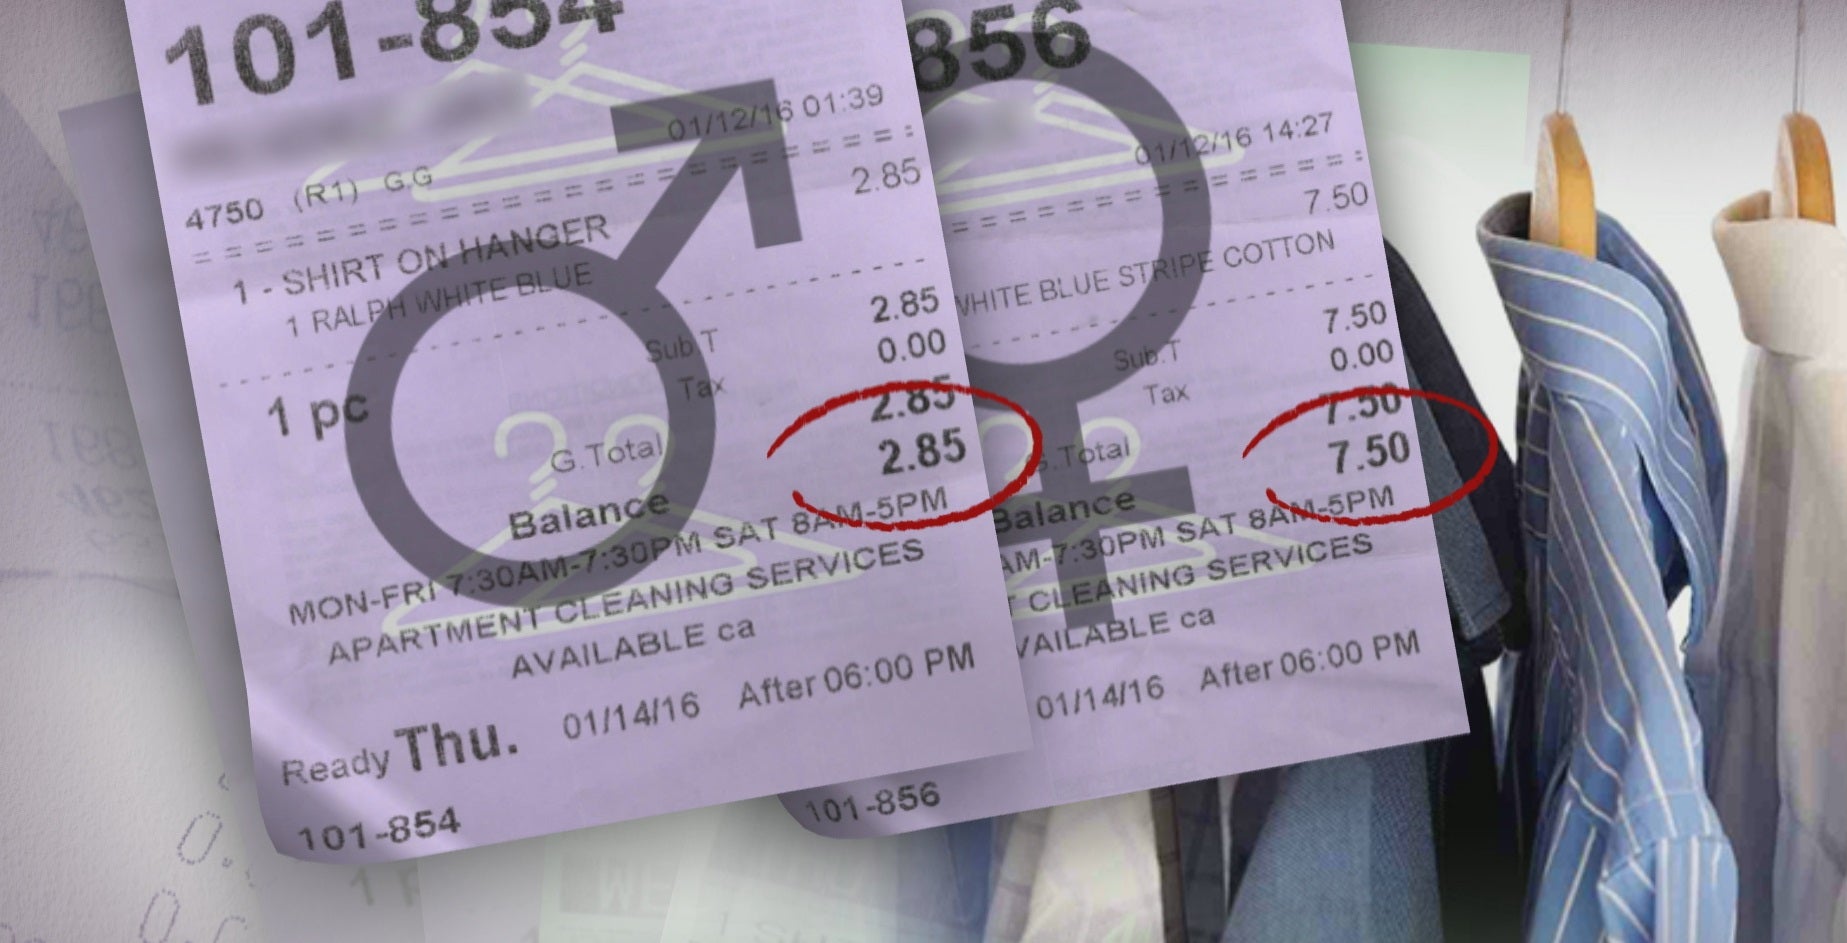 101-854
01/12/16 01:39
4750 (R1) G G
2.85
1 - SHIRT ON HANGER
1 RALPH WHITE BLUE
2.85
Sub.T 0.00
Tax 2.85
1 pc
G.Total 2.85
Balance
MON-FRI 7:30AM-7:30PM SAT 8AM-5PM
APARTMENT CLEANING SERVICES
AVAILABLE ca
Ready Thu. 01/14/16 After 06:00 PM
101-854
856
01/12/16 14:27
7.50
WHITE BLUE STRIPE COTTON
7.50
Sub.T 0.00
Tax 7.50
G.Total 7.50
Balance
AM-7:30PM SAT 8AM-5PM
T CLEANING SERVICES
VAILABLE ca
01/14/16 After 06:00 PM
101-856